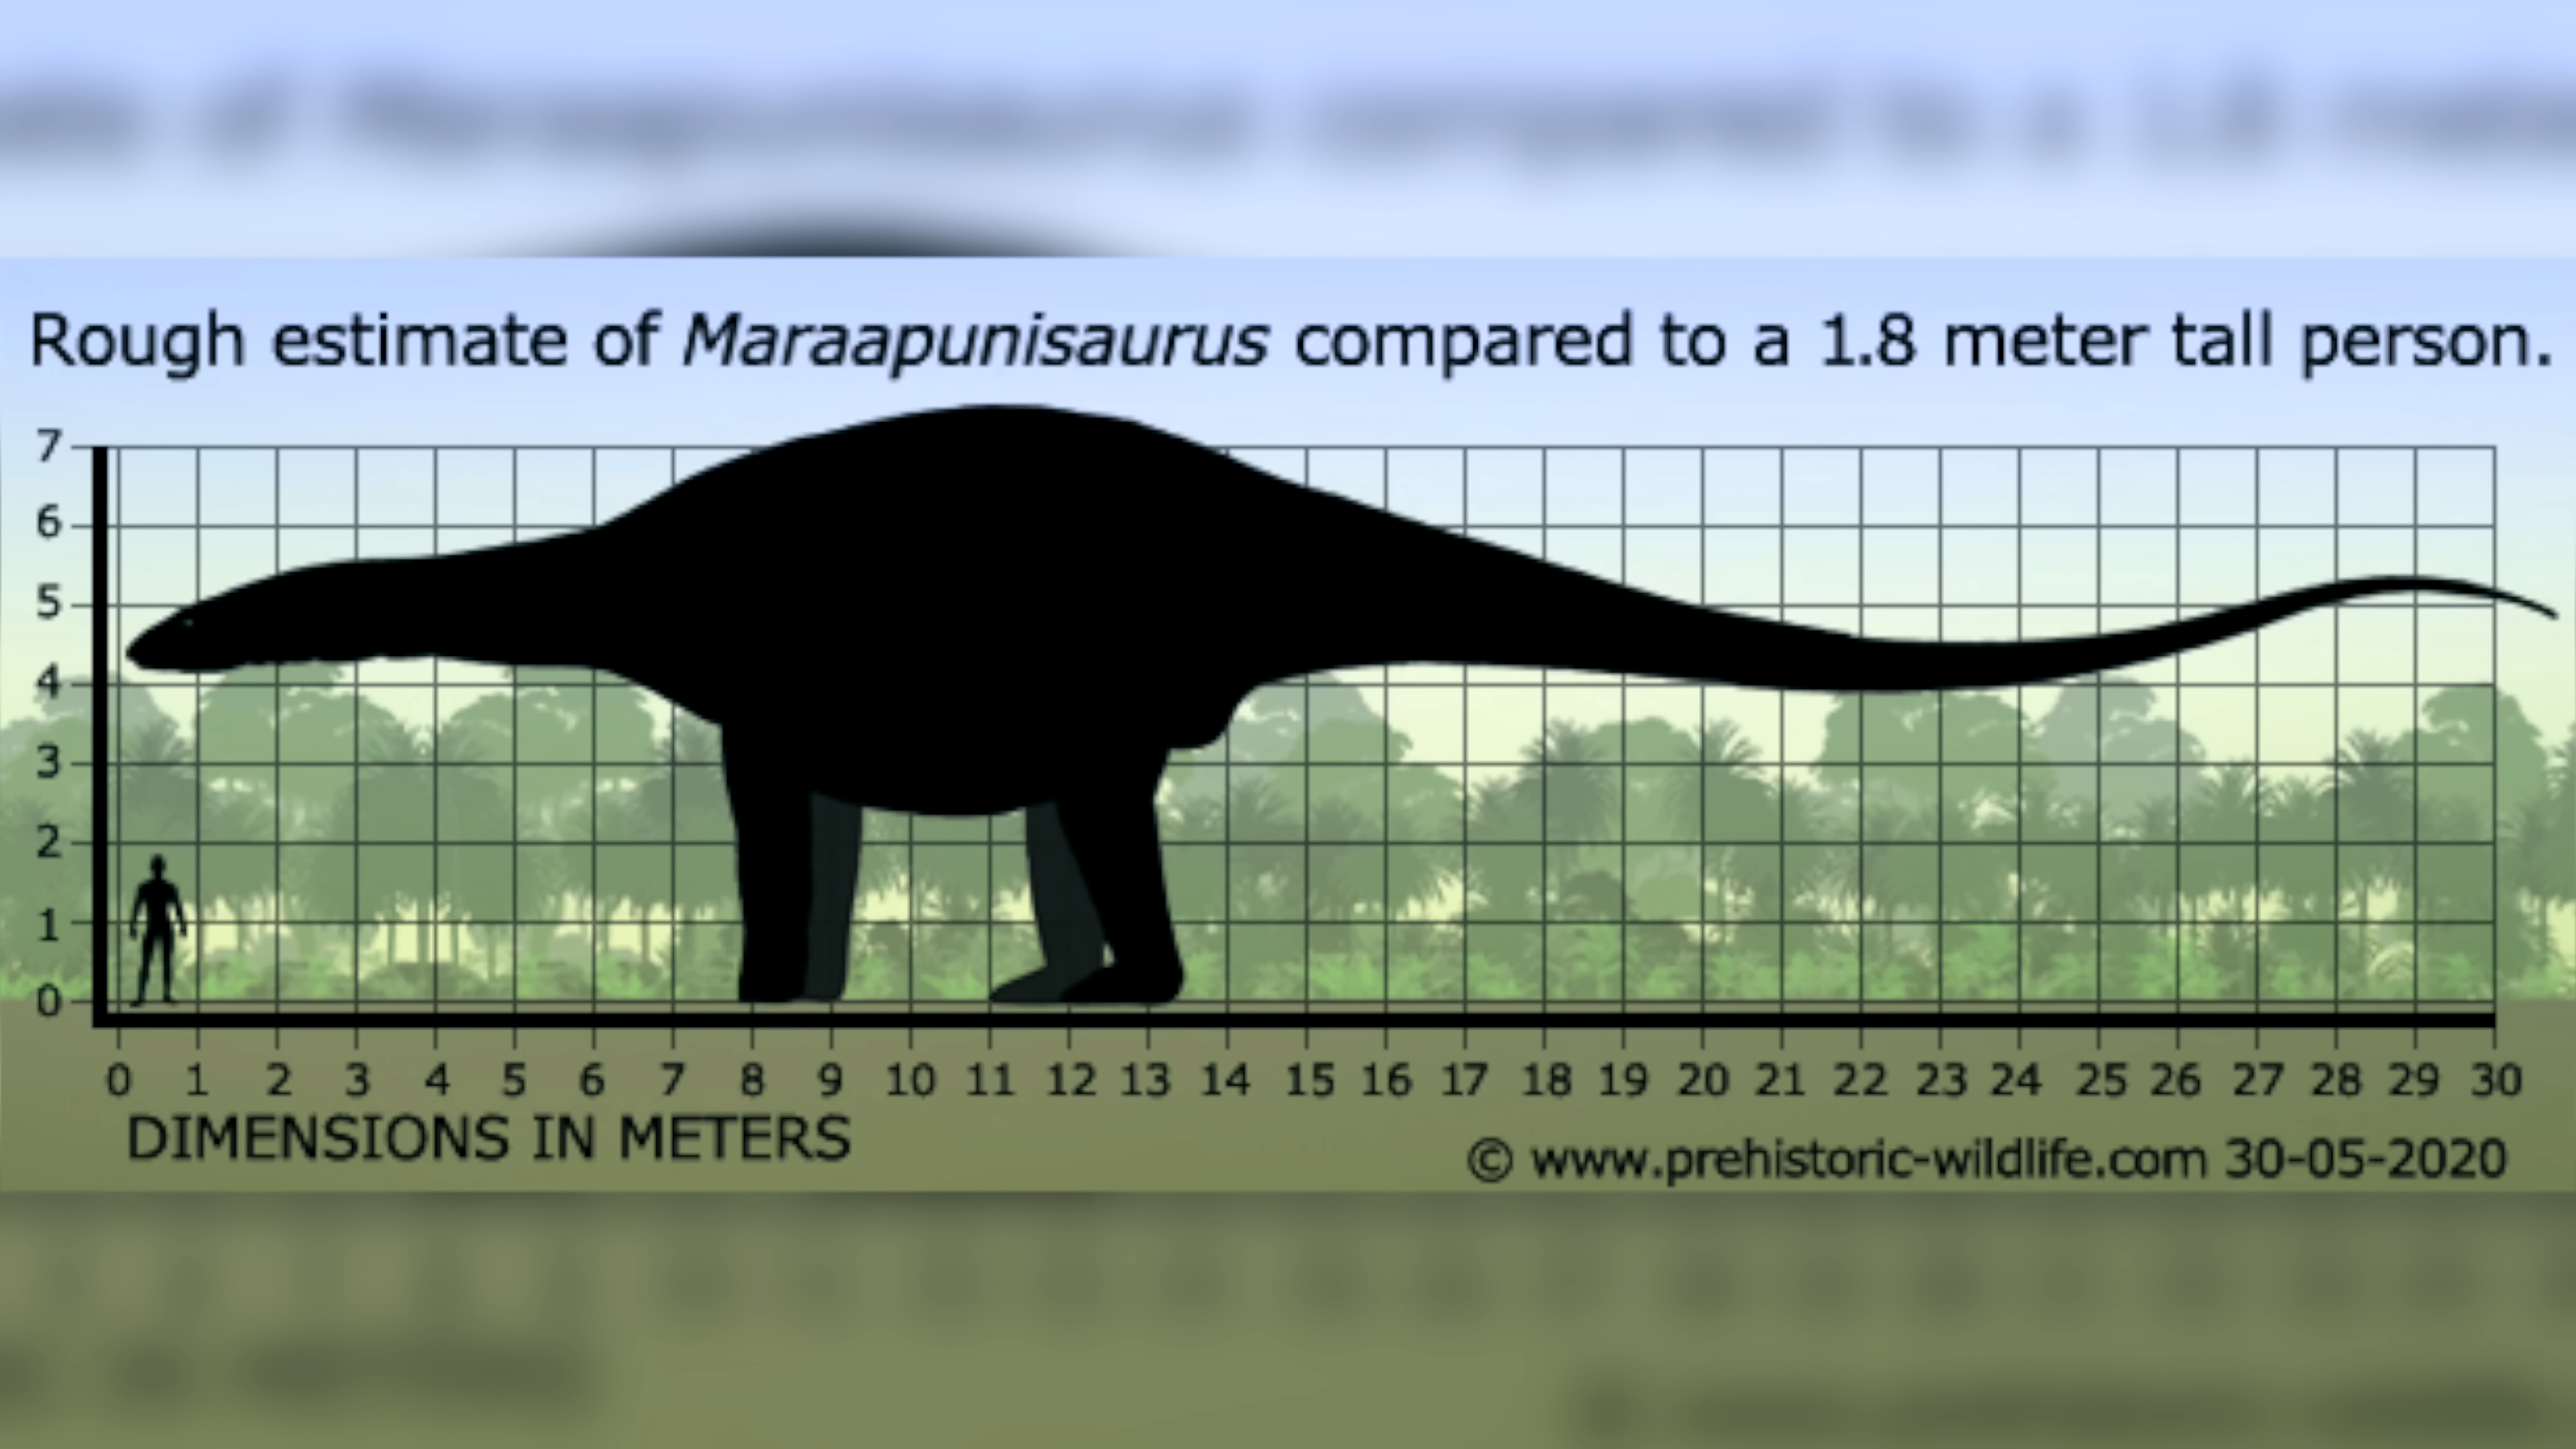 Rough estimate of Maraapunisaurus compared to a 1.8 meter tall person.
7
6
5
4
3
2
1
0
0 1 2 3 4 5 6 7 8 9 10 11 12 13 14 15 16 17 18 19 20 21 22 23 24 25 26 27 28 29 30
DIMENSIONS IN METERS
© www.prehistoric-wildlife.com 30-05-2020